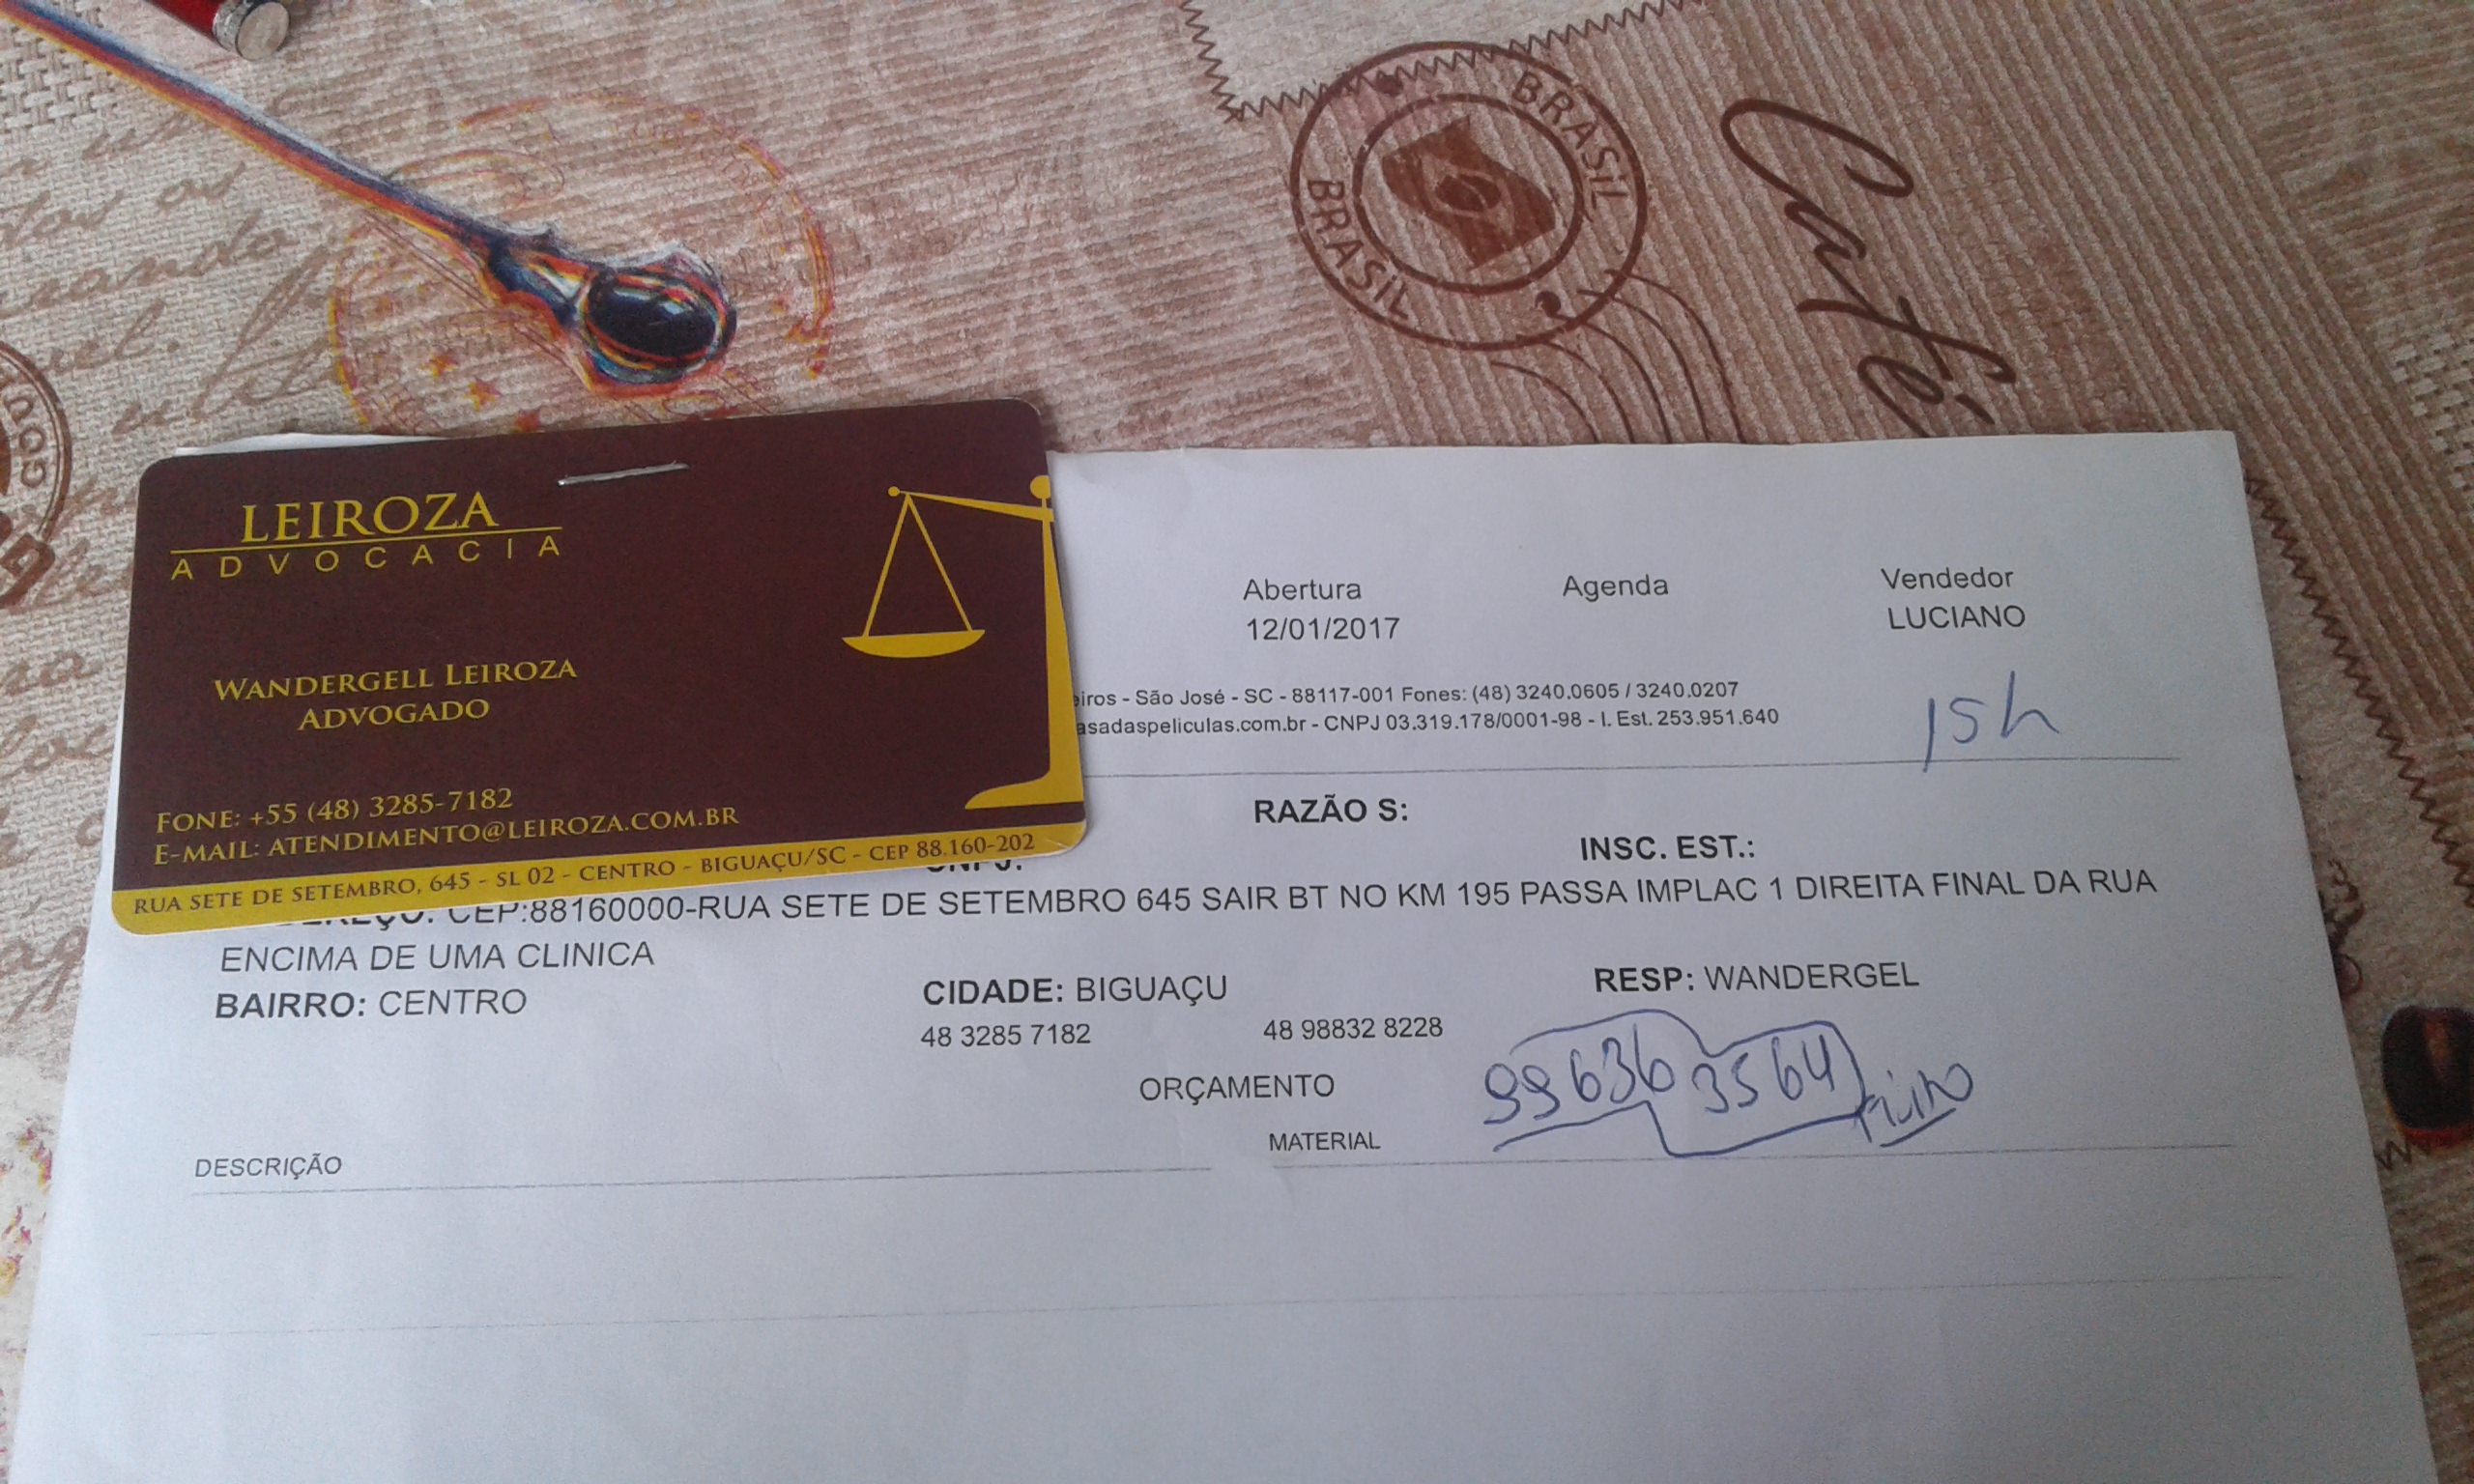 BRASIL
BRASIL
Café
LEIROZA
ADVOCACIA
WANDERGELL LEIROZA
ADVOGADO
FONE: +55 (48) 3285-7182
E-MAIL: ATENDIMENTO@LEIROZA.COM.BR
RUA SETE DE SETEMBRO, 645 - SL 02 - CENTRO - BIGUAÇU/SC - CEP 88.160-202
Abertura Agenda Vendedor
12/01/2017 LUCIANO
eiros - São José - SC - 88117-001 Fones: (48) 3240.0605 / 3240.0207
asadaspeliculas.com.br - CNPJ 03.319.178/0001-98 - I. Est. 253.951.640
15h
RAZÃO S:
CNPJ: INSC. EST.:
EREÇO: CEP:88160000-RUA SETE DE SETEMBRO 645 SAIR BT NO KM 195 PASSA IMPLAC 1 DIREITA FINAL DA RUA
ENCIMA DE UMA CLINICA
BAIRRO: CENTRO CIDADE: BIGUAÇU RESP: WANDERGEL
48 3285 7182 48 98832 8228
99636 3564
ORÇAMENTO
DESCRIÇÃO MATERIAL